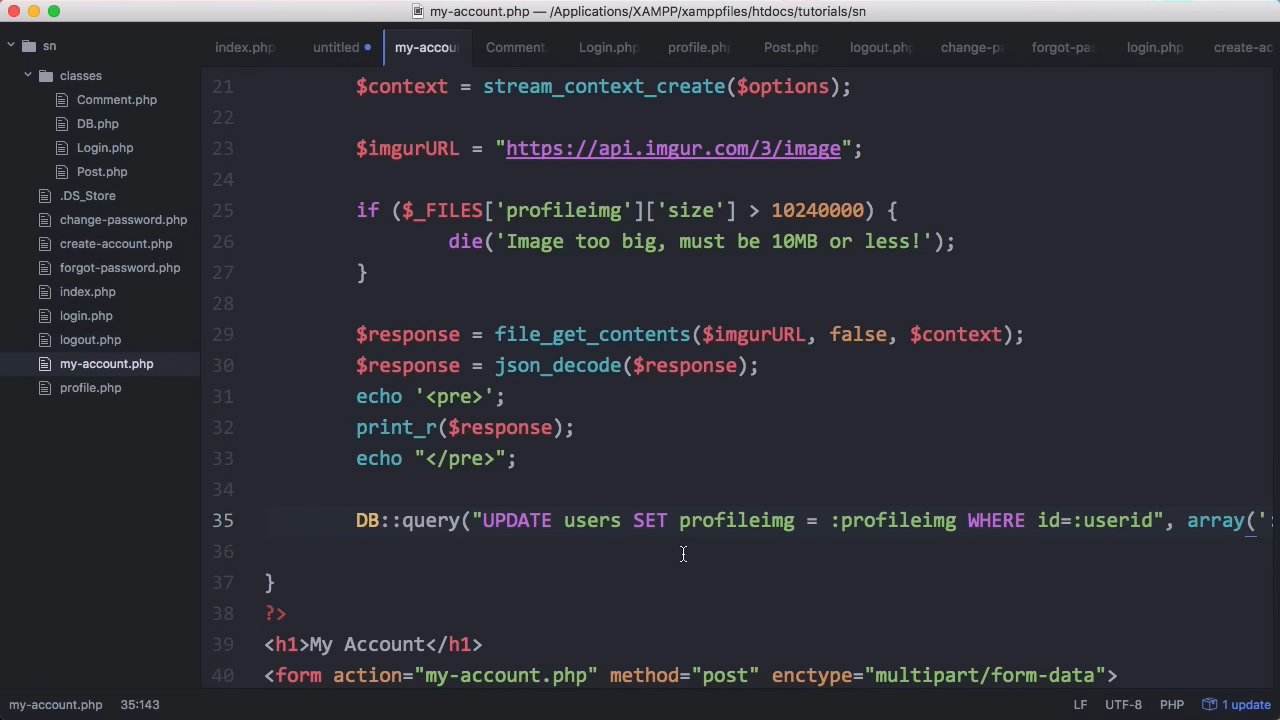 my-account.php — /Applications/XAMPP/xamppfiles/htdocs/tutorials/sn
sn
classes
Comment.php
DB.php
Login.php
Post.php
.DS_Store
change-password.php
create-account.php
forgot-password.php
index.php
login.php
logout.php
my-account.php
profile.php
index.php untitled my-accou Comment. Login.php profile.php Post.php logout.php change-pa forgot-pas login.php create-ac
21 $context = stream_context_create($options);
22
23 $imgurURL = "https://api.imgur.com/3/image";
24
25 if ($_FILES['profileimg']['size'] > 10240000) {
26 die('Image too big, must be 10MB or less!');
27 }
28
29 $response = file_get_contents($imgurURL, false, $context);
30 $response = json_decode($response);
31 echo '<pre>';
32 print_r($response);
33 echo "</pre>";
34
35 DB::query("UPDATE users SET profileimg = :profileimg WHERE id=:userid", array(':
36
37 }
38 ?>
39 <h1>My Account</h1>
40 <form action="my-account.php" method="post" enctype="multipart/form-data">
my-account.php 35:143 LF UTF-8 PHP 1 update